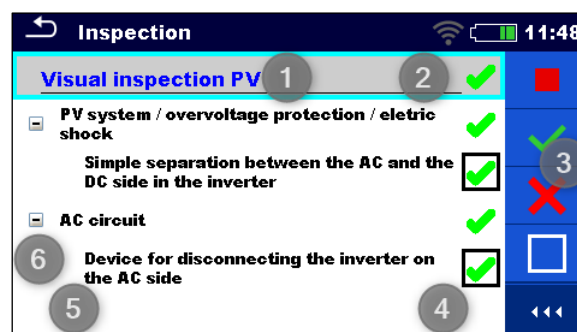 Inspection
11:48
Visual inspection PV
1
2
PV system / overvoltage protection / eletric
shock
3
Simple separation between the AC and the
DC side in the inverter
AC circuit
6
Device for disconnecting the inverter on
the AC side
5
4